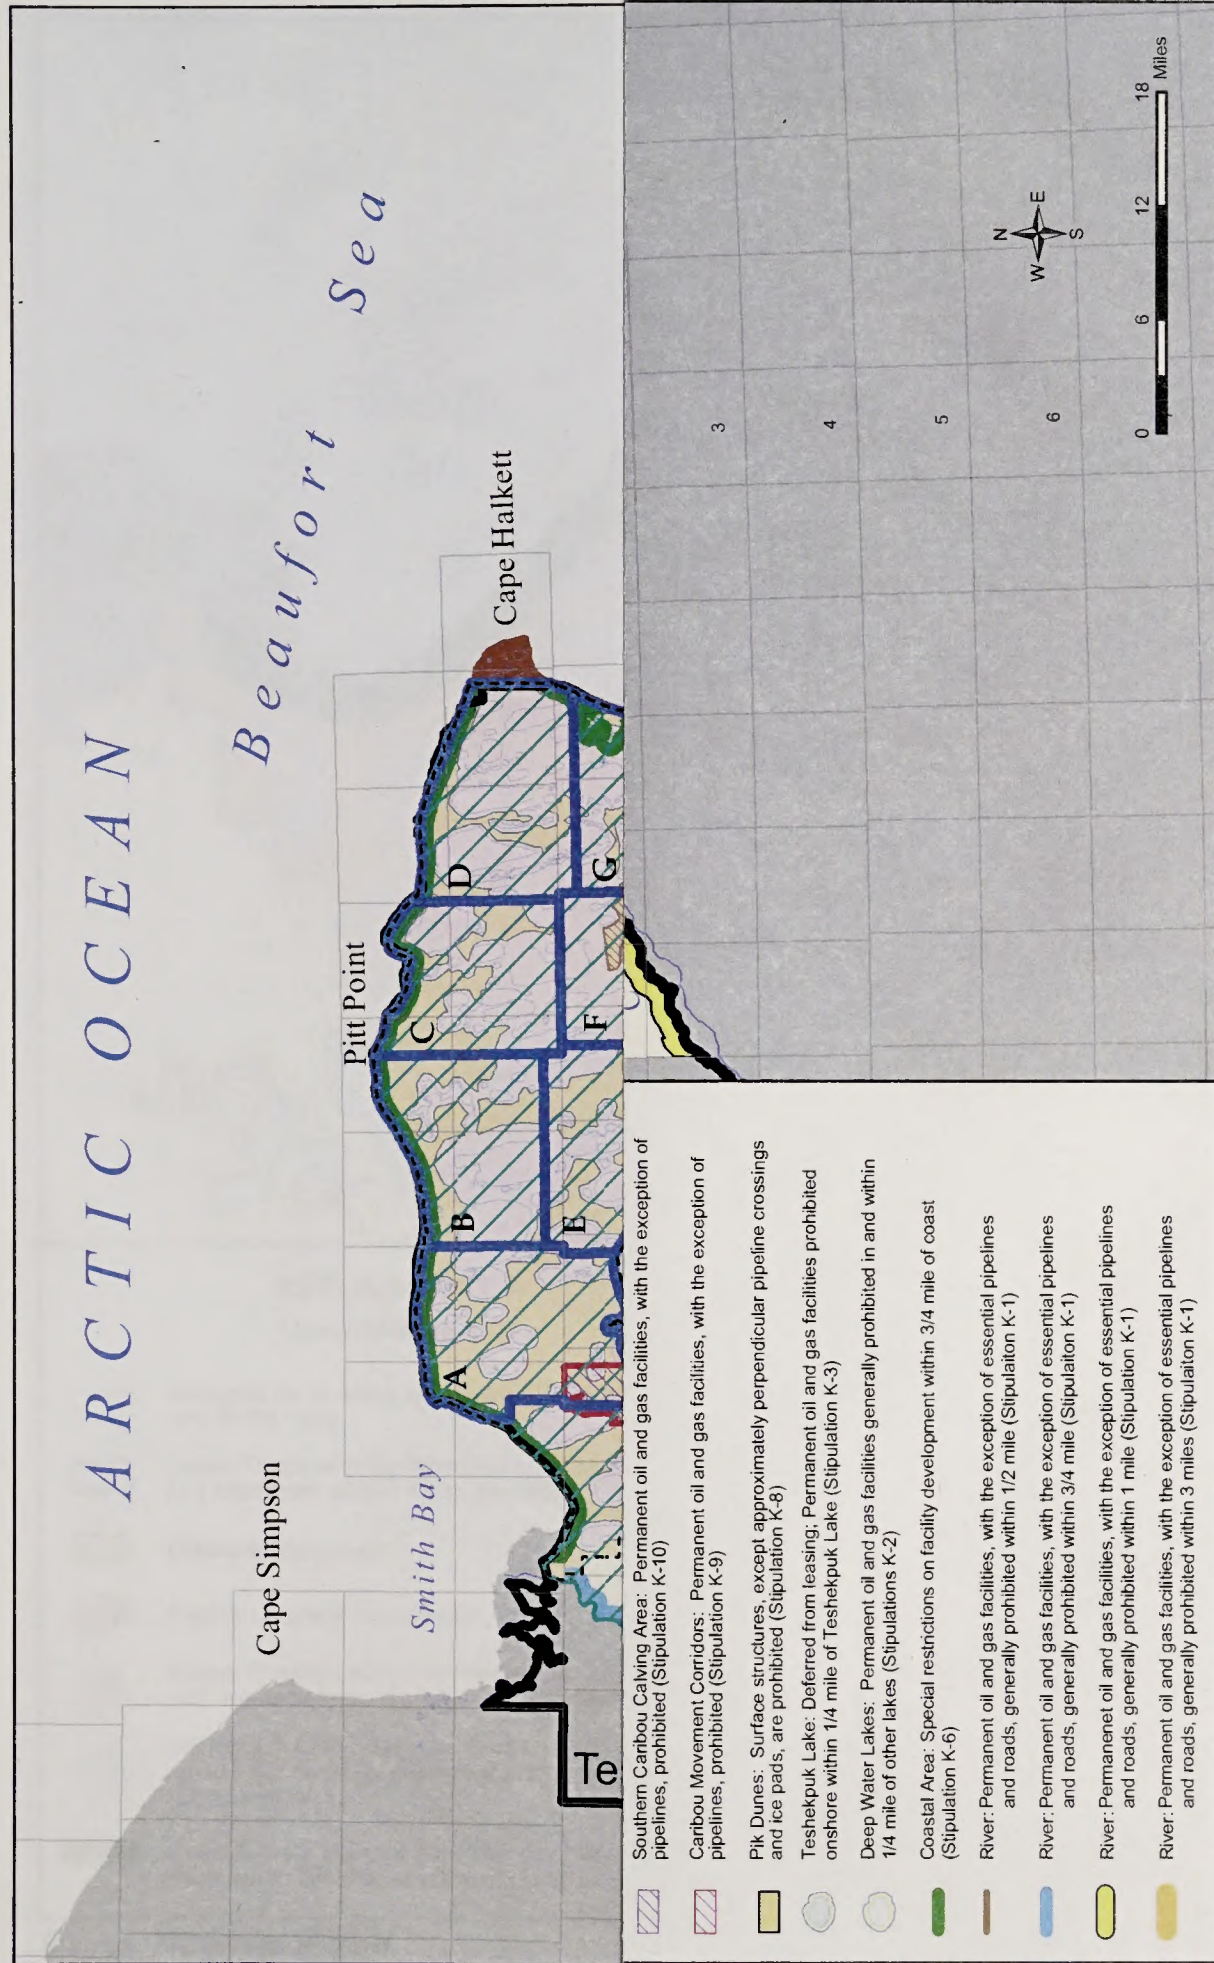 ARCTIC OCEAN
Beaufort Sea
Cape Simpson
Smith Bay
Pitt Point
Cape Halkett
A
B
C
D
E
F
G
Te
Southern Caribou Calving Area: Permanent oil and gas facilities, with the exception of
pipelines, prohibited (Stipulation K-10)
Caribou Movement Corridors: Permanent oil and gas facilities, with the exception of
pipelines, prohibited (Stipulation K-9)
Pik Dunes: Surface structures, except approximately perpendicular pipeline crossings
and ice pads, are prohibited (Stipulation K-8)
Teshekpuk Lake: Deferred from leasing; Permanent oil and gas facilities prohibited
onshore within 1/4 mile of Teshekpuk Lake (Stipulation K-3)
Deep Water Lakes: Permanent oil and gas facilities generally prohibited in and within
1/4 mile of other lakes (Stipulations K-2)
Coastal Area: Special restrictions on facility development within 3/4 mile of coast
(Stipulation K-6)
River: Permanent oil and gas facilities, with the exception of essential pipelines
and roads, generally prohibited within 1/2 mile (Stipulaiton K-1)
River: Permanent oil and gas facilities, with the exception of essential pipelines
and roads, generally prohibited within 3/4 mile (Stipulaiton K-1)
River: Permanenet oil and gas facilities, with the exception of essential pipelines
and roads, generally prohibited within 1 mile (Stipulation K-1)
River: Permanent oil and gas facilities, with the exception of essential pipelines
and roads, generally prohibited within 3 miles (Stipulaiton K-1)
3
4
5
6
N
W E
S
0 6 12 18
Miles